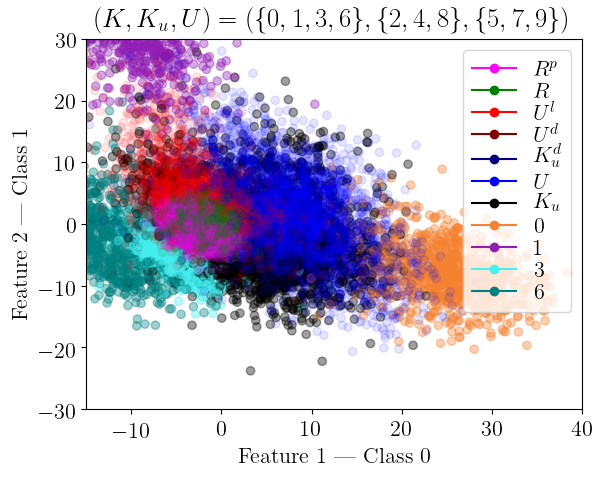 (K, K_u, U) = ({0, 1, 3, 6}, {2, 4, 8}, {5, 7, 9})
30
20
10
0
−10
−20
−30
Feature 2 — Class 1
R^p
R
U^l
U^d
K_u^d
U
K_u
0
1
3
6
−10
0
10
20
30
40
Feature 1 — Class 0